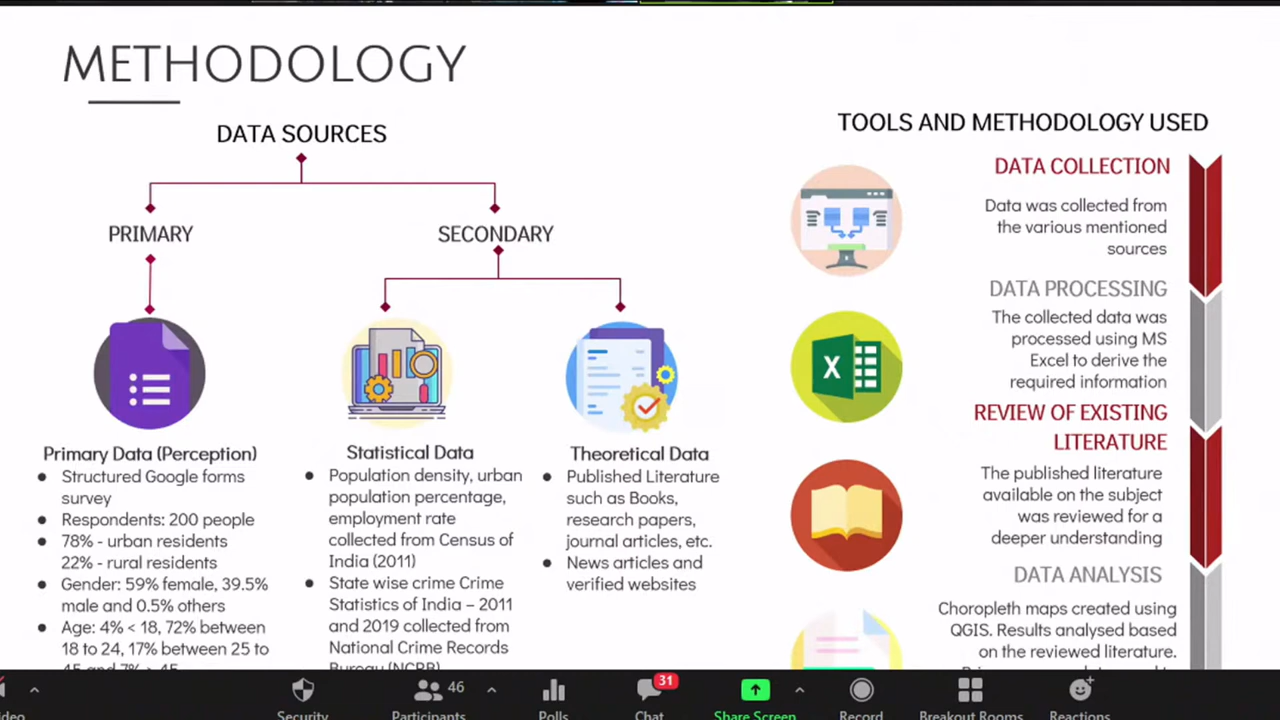 METHODOLOGY
DATA SOURCES
PRIMARY
SECONDARY
Primary Data (Perception)
● Structured Google forms
survey
● Respondents: 200 people
● 78% - urban residents
22% - rural residents
● Gender: 59% female, 39.5%
male and 0.5% others
● Age: 4% < 18, 72% between
18 to 24, 17% between 25 to
45 and 7% > 45
Statistical Data
● Population density, urban
population percentage,
employment rate
collected from Census of
India (2011)
● State wise crime Crime
Statistics of India – 2011
and 2019 collected from
National Crime Records
Bureau (NCRB)
Theoretical Data
● Published Literature
such as Books,
research papers,
journal articles, etc.
● News articles and
verified websites
TOOLS AND METHODOLOGY USED
DATA COLLECTION
Data was collected from
the various mentioned
sources
DATA PROCESSING
X
The collected data was
processed using MS
Excel to derive the
required information
REVIEW OF EXISTING
LITERATURE
The published literature
available on the subject
was reviewed for a
deeper understanding
DATA ANALYSIS
Choropleth maps created using
QGIS. Results analysed based
on the reviewed literature.
Security
46
Participants
Polls
31
Chat
Share Screen
Record
Breakout Rooms
Reactions